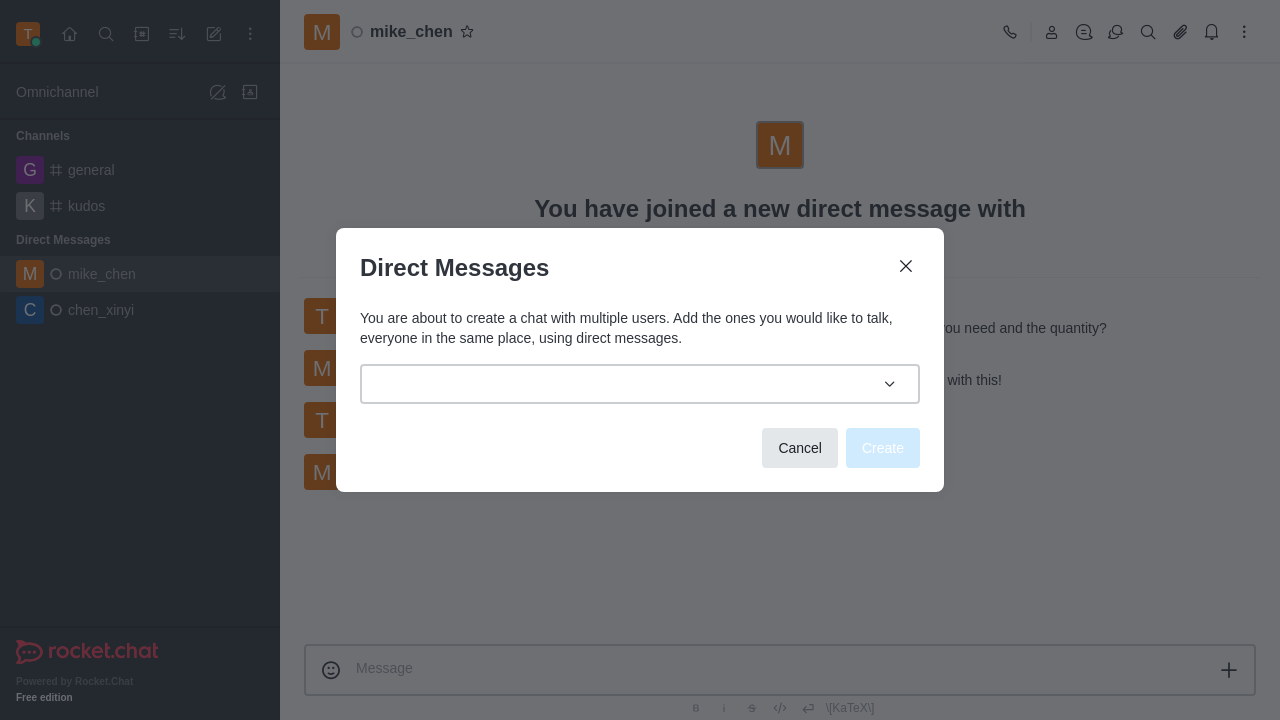 T
Omnichannel
Channels
G general
K kudos
Direct Messages
M mike_chen
C chen_xinyi
rocket.chat
Powered by Rocket.Chat
Free edition
M mike_chen
M
You have joined a new direct message with
T
you need and the quantity?
M
with this!
T
M
Direct Messages
You are about to create a chat with multiple users. Add the ones you would like to talk,
everyone in the same place, using direct messages.
Cancel Create
Message
B i S </> \[KaTeX\]